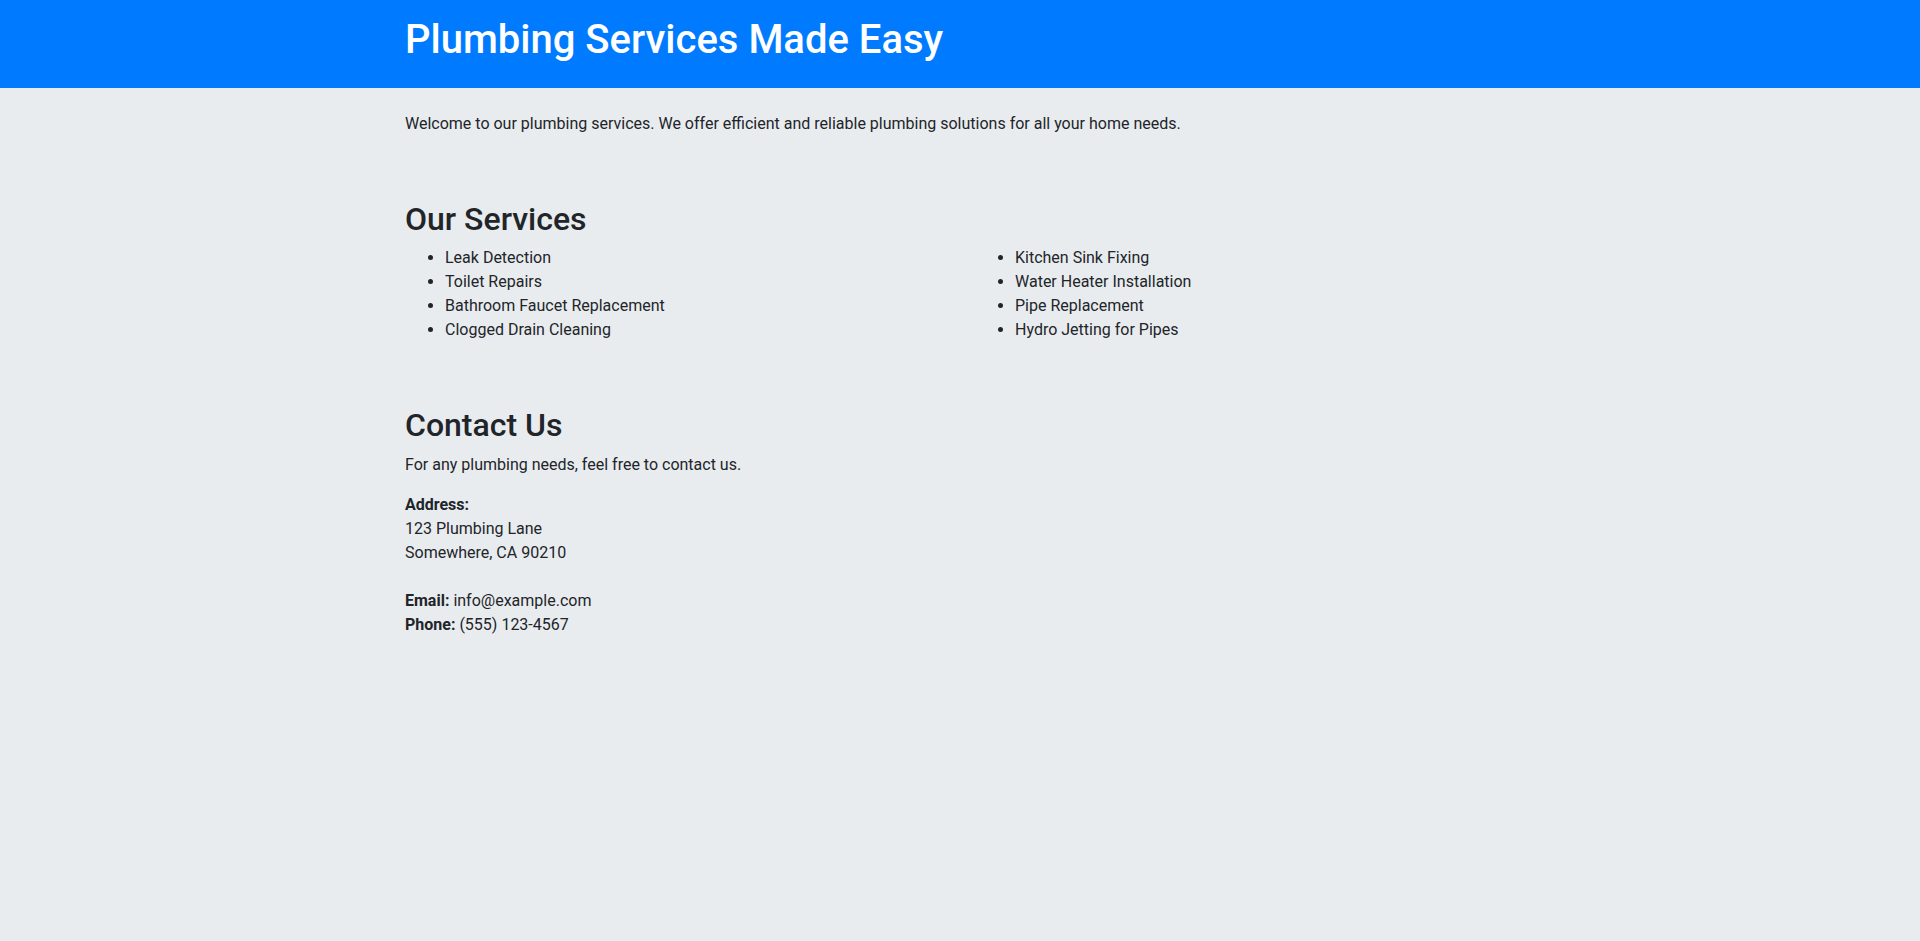 Plumbing Services Made Easy
Welcome to our plumbing services. We offer efficient and reliable plumbing solutions for all your home needs.
Our Services
Leak Detection
Toilet Repairs
Bathroom Faucet Replacement
Clogged Drain Cleaning
Kitchen Sink Fixing
Water Heater Installation
Pipe Replacement
Hydro Jetting for Pipes
Contact Us
For any plumbing needs, feel free to contact us.
Address:
123 Plumbing Lane
Somewhere, CA 90210
Email: info@example.com
Phone: (555) 123-4567